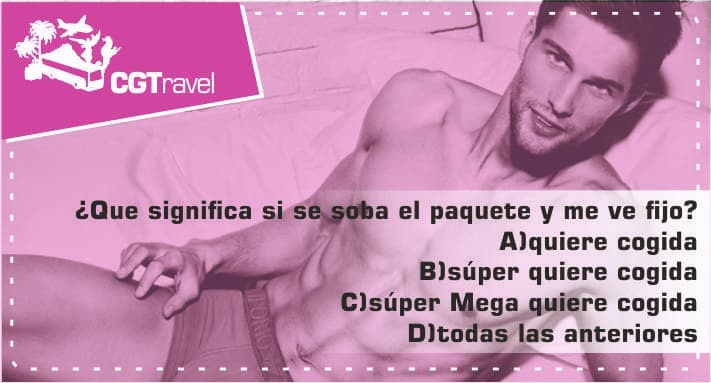 CGTravel
¿Que significa si se soba el paquete y me ve fijo?
A)quiere cogida
B)súper quiere cogida
C)súper Mega quiere cogida
D)todas las anteriores